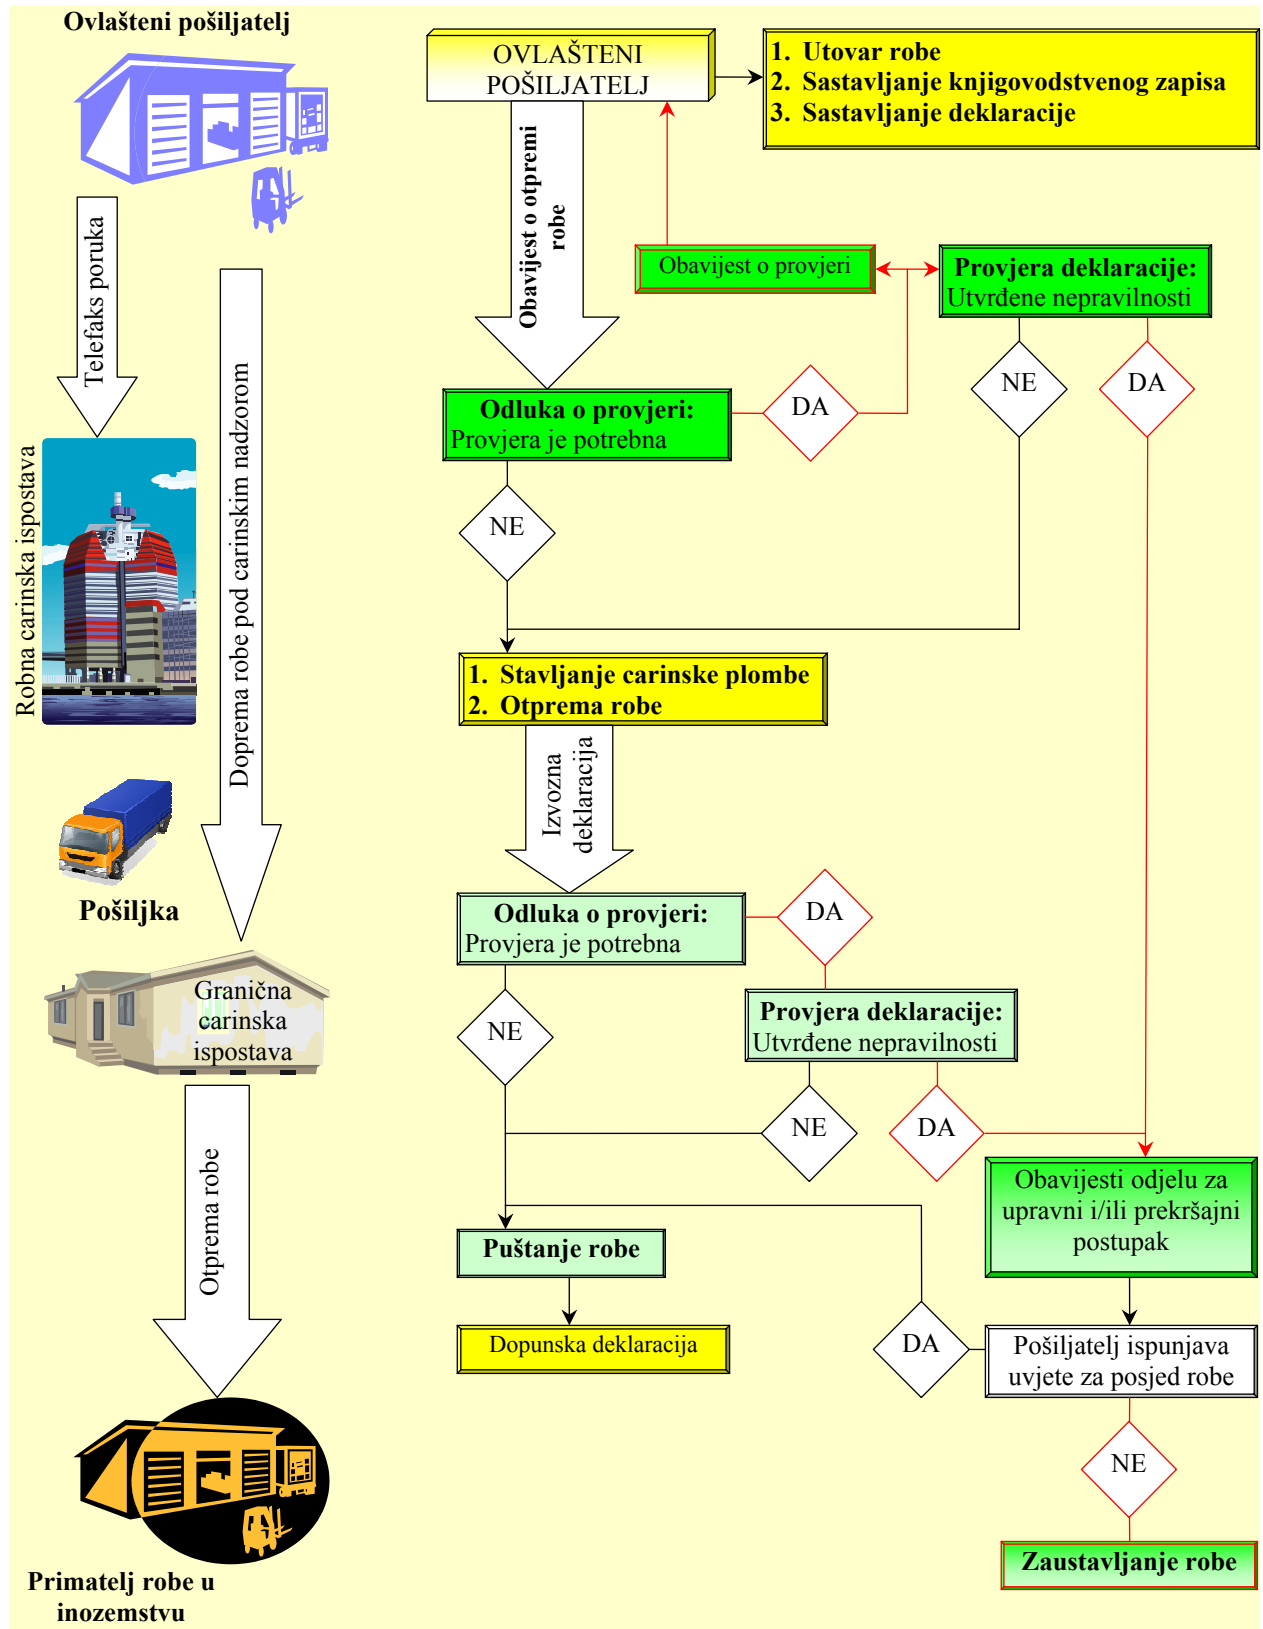 Ovlašteni pošiljatelj
Telefaks poruka
Robna carinska ispostava
Doprema robe pod carinskim nadzorom
Pošiljka
Granična
carinska
ispostava
Otprema robe
Primatelj robe u
inozemstvu
OVLAŠTENI
POŠILJATELJ
1. Utovar robe
2. Sastavljanje knjigovodstvenog zapisa
3. Sastavljanje deklaracije
Obavijest o otpremi
robe
Obavijest o provjeri
Provjera deklaracije:
Utvrđene nepravilnosti
NE
DA
Odluka o provjeri:
Provjera je potrebna
DA
NE
1. Stavljanje carinske plombe
2. Otprema robe
Izvozna
deklaracija
Odluka o provjeri:
Provjera je potrebna
DA
NE
Provjera deklaracije:
Utvrđene nepravilnosti
NE
DA
Obavijesti odjelu za
upravni i/ili prekršajni
postupak
Puštanje robe
Dopunska deklaracija
DA
Pošiljatelj ispunjava
uvjete za posjed robe
NE
Zaustavljanje robe